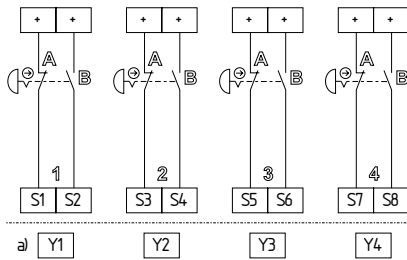 + + + + + + + +
A A A A
B B B B
1 2 3 4
S1 S2 S3 S4 S5 S6 S7 S8
a) Y1 Y2 Y3 Y4